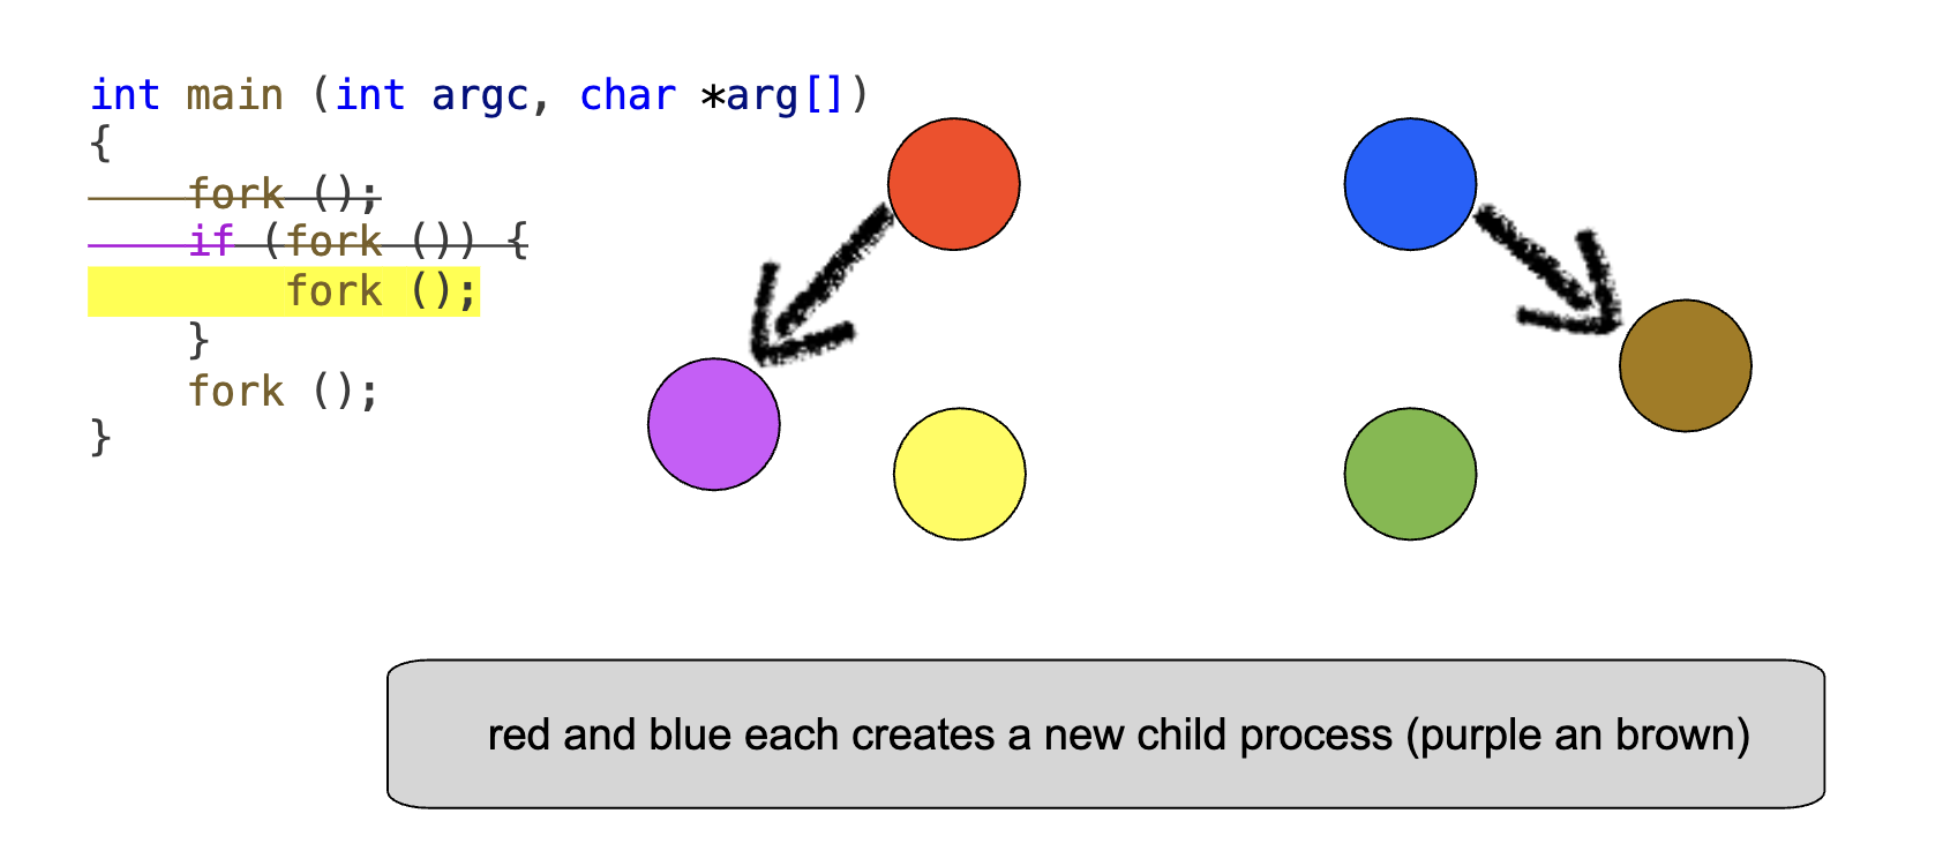 int main (int argc, char *arg[])
{
    fork ();
    if (fork ()) {
        fork ();
    }
    fork ();
}
red and blue each creates a new child process (purple an brown)